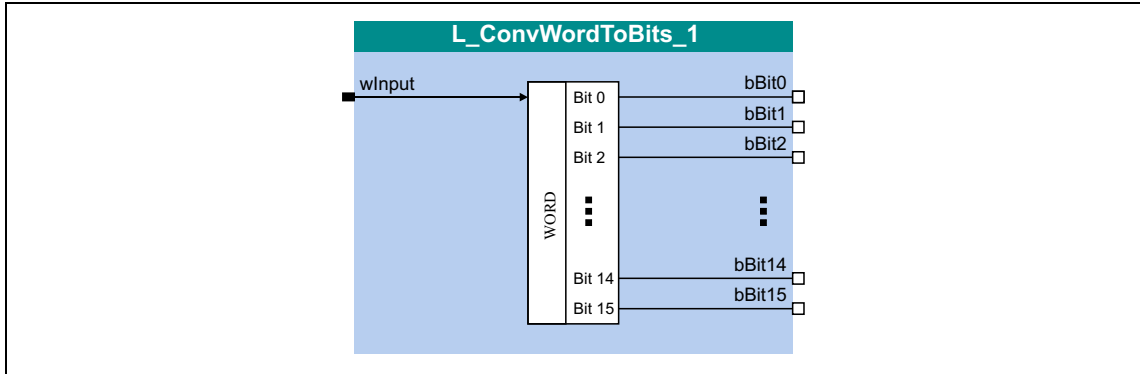 L_ConvWordToBits_1
wInput
WORD
Bit 0
bBit0
Bit 1
bBit1
Bit 2
bBit2
Bit 14
bBit14
Bit 15
bBit15